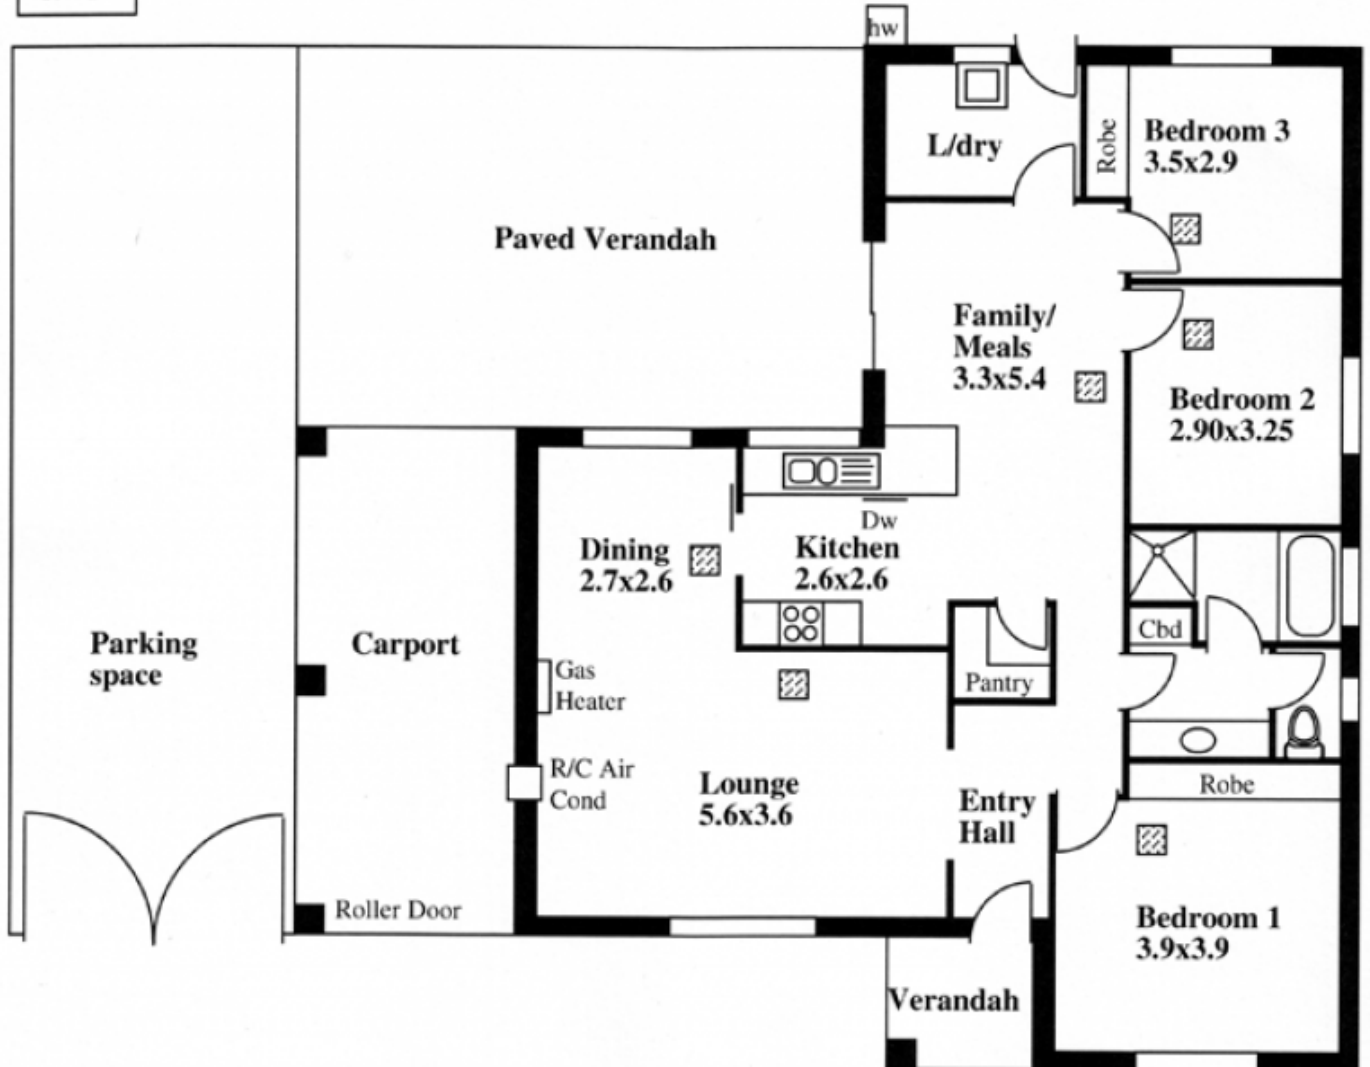 hw
L/dry
Robe
Bedroom 3
3.5x2.9
Paved Verandah
Family/
Meals
3.3x5.4
Bedroom 2
2.90x3.25
Dw
Dining
2.7x2.6
Kitchen
2.6x2.6
Cbd
Parking
space
Carport
Gas
Heater
Pantry
R/C Air
Cond
Lounge
5.6x3.6
Entry
Hall
Robe
Roller Door
Bedroom 1
3.9x3.9
Verandah